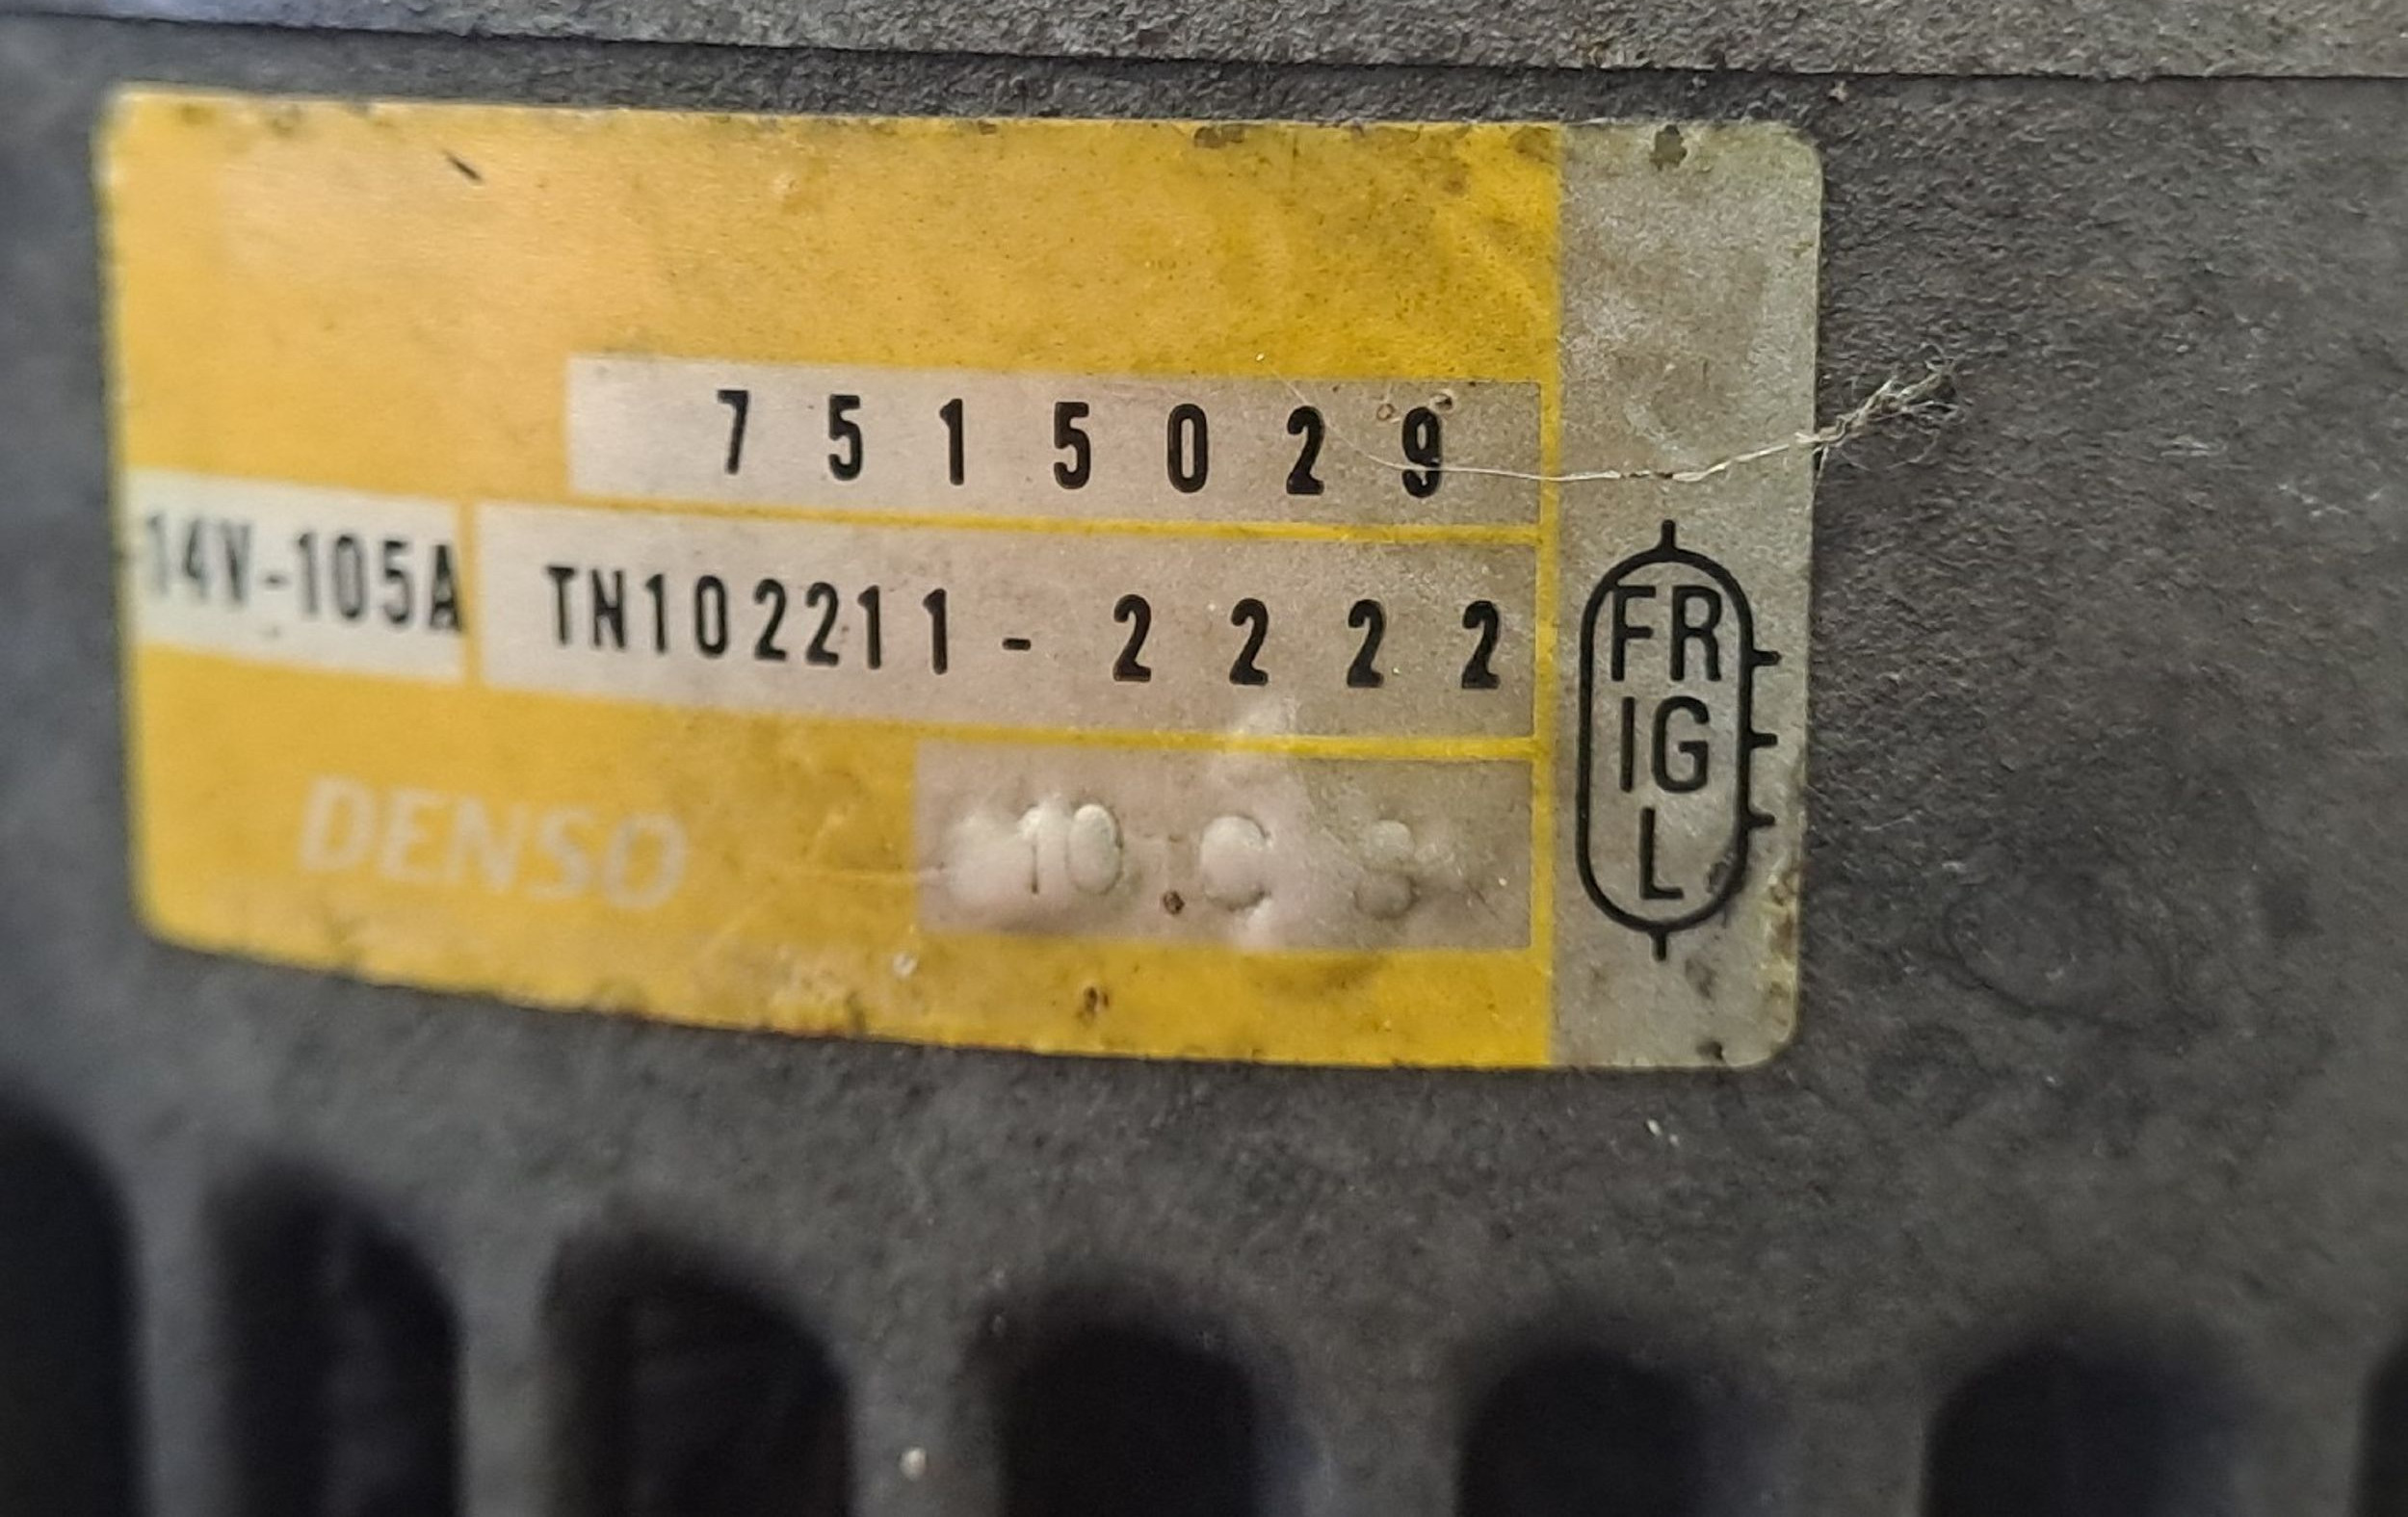 7515029
14V-105A TN102211-2222
DENSO
FR
IG
L